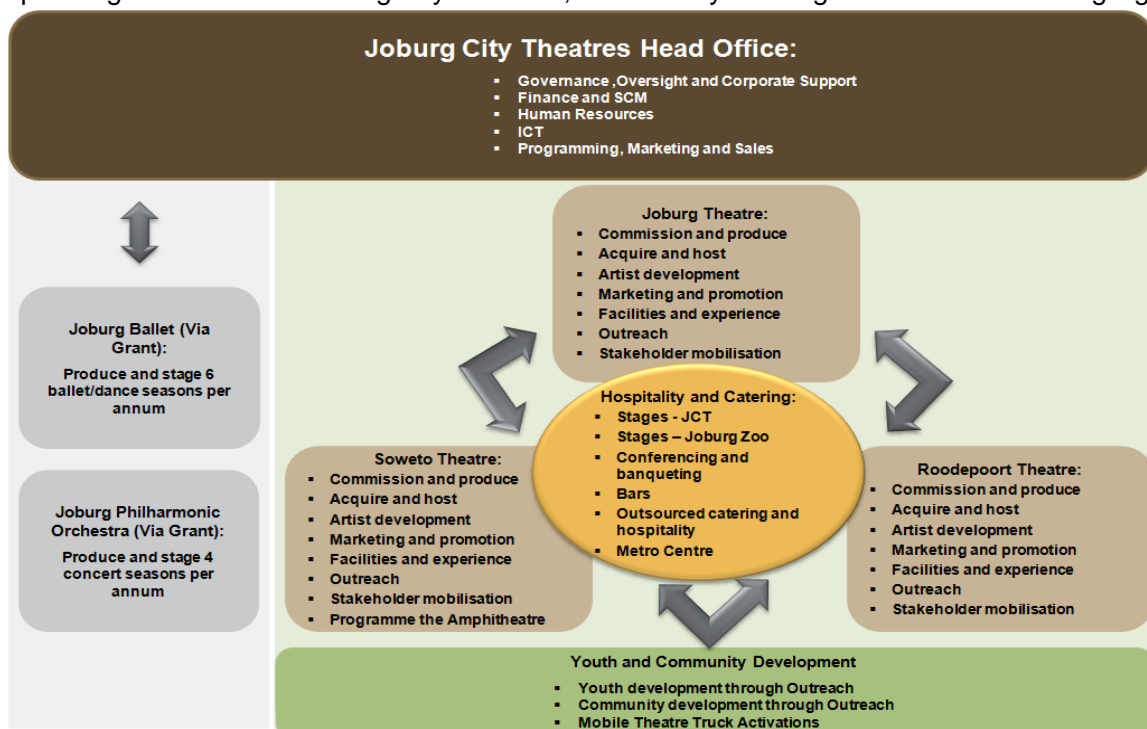 Joburg City Theatres Head Office:
▪ Governance ,Oversight and Corporate Support
▪ Finance and SCM
▪ Human Resources
▪ ICT
▪ Programming, Marketing and Sales
Joburg Ballet (Via
Grant):
Produce and stage 6
ballet/dance seasons per
annum
Joburg Philharmonic
Orchestra (Via Grant):
Produce and stage 4
concert seasons per
annum
Joburg Theatre:
▪ Commission and produce
▪ Acquire and host
▪ Artist development
▪ Marketing and promotion
▪ Facilities and experience
▪ Outreach
▪ Stakeholder mobilisation
Hospitality and Catering:
▪ Stages - JCT
▪ Stages – Joburg Zoo
▪ Conferencing and
banqueting
▪ Bars
▪ Outsourced catering and
hospitality
▪ Metro Centre
Soweto Theatre:
▪ Commission and produce
▪ Acquire and host
▪ Artist development
▪ Marketing and promotion
▪ Facilities and experience
▪ Outreach
▪ Stakeholder mobilisation
▪ Programme the Amphitheatre
Roodepoort Theatre:
▪ Commission and produce
▪ Acquire and host
▪ Artist development
▪ Marketing and promotion
▪ Facilities and experience
▪ Outreach
▪ Stakeholder mobilisation
Youth and Community Development
▪ Youth development through Outreach
▪ Community development through Outreach
▪ Mobile Theatre Truck Activations